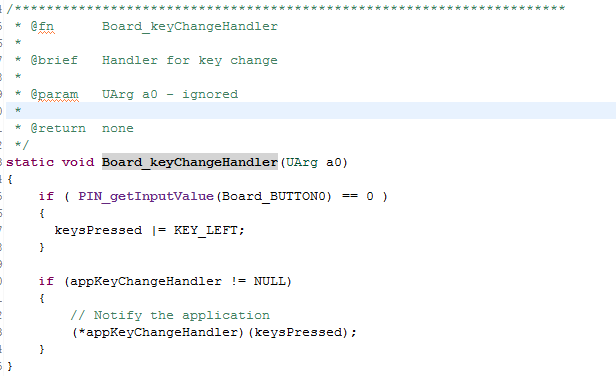 /*********************************************************************
* @fn      Board_keyChangeHandler
*
* @brief   Handler for key change
*
* @param   UArg a0 - ignored
*
* @return  none
*/
static void Board_keyChangeHandler(UArg a0)
{
    if ( PIN_getInputValue(Board_BUTTON0) == 0 )
    {
      keysPressed |= KEY_LEFT;
    }

    if (appKeyChangeHandler != NULL)
    {
        // Notify the application
        (*appKeyChangeHandler)(keysPressed);
    }
}